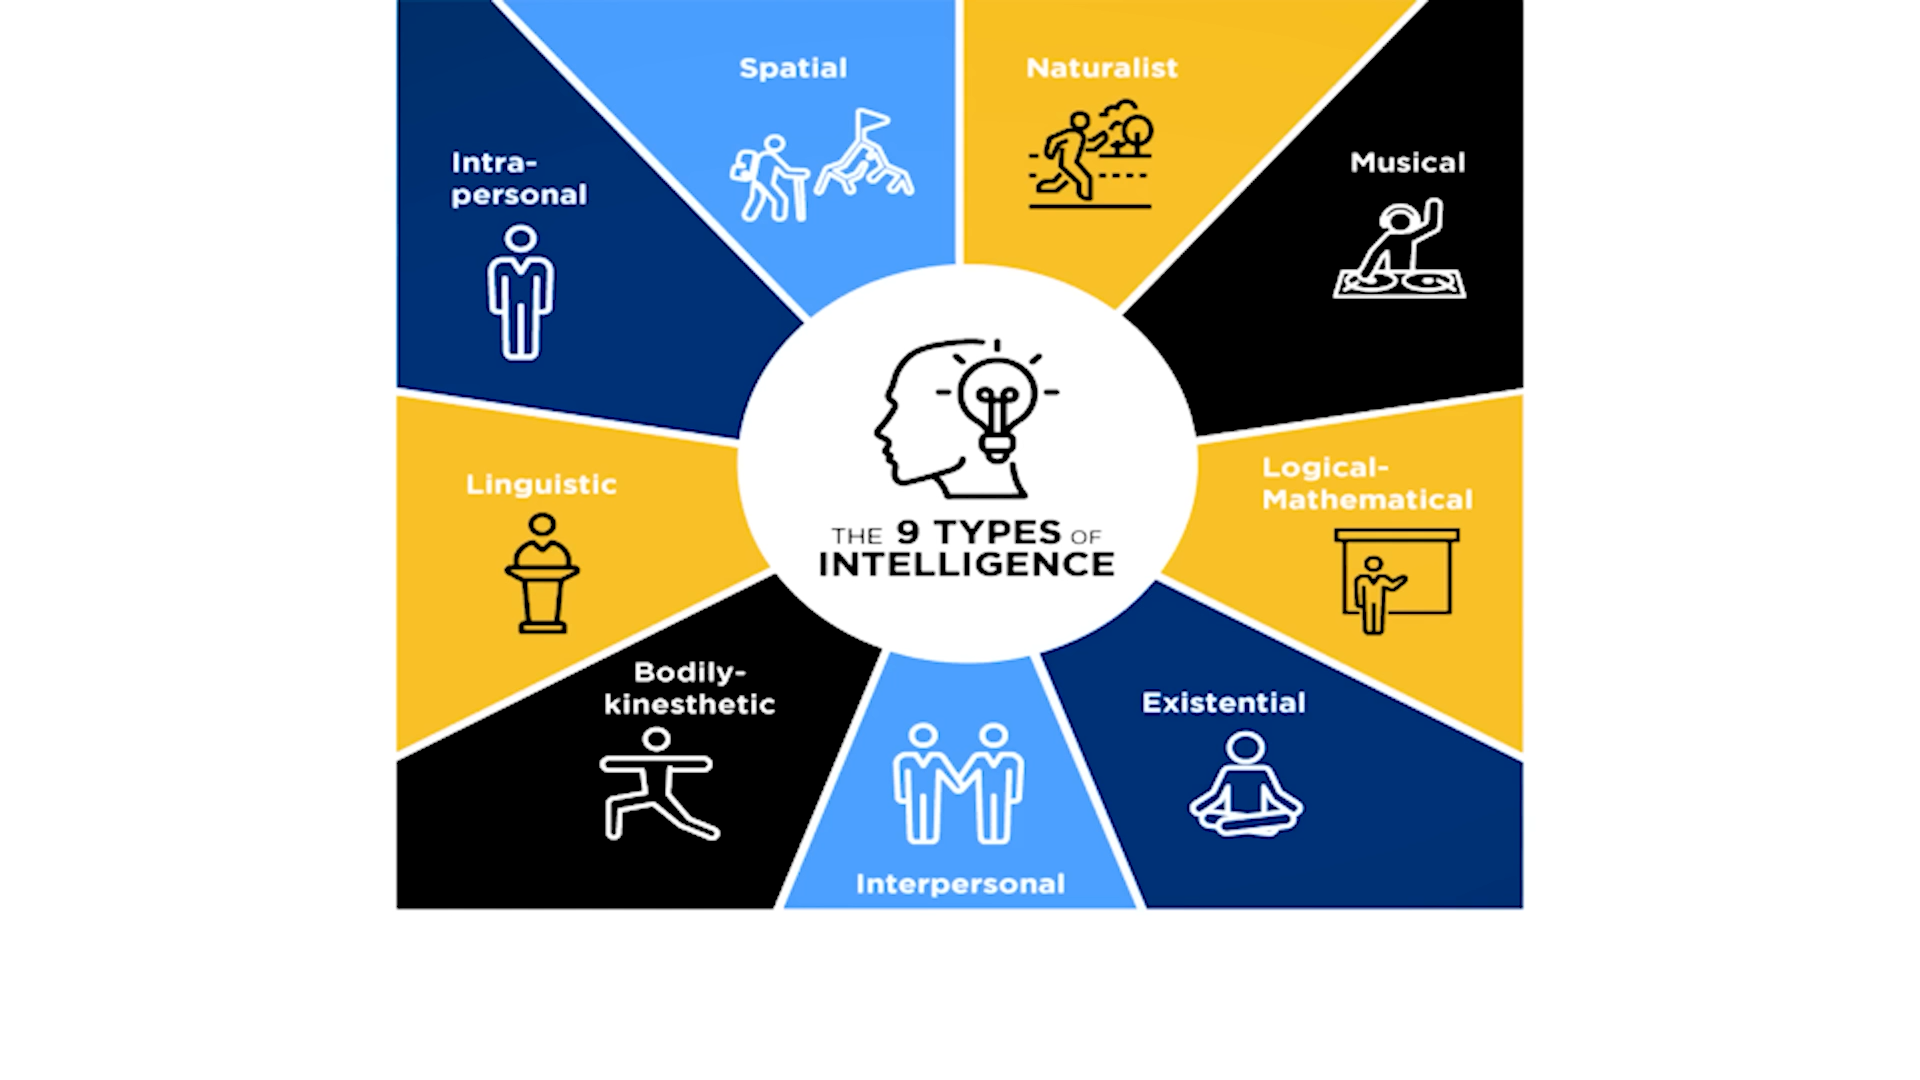 Spatial
Naturalist
Intra-
personal
Musical
Linguistic
Logical-
Mathematical
THE 9 TYPES OF
INTELLIGENCE
Bodily-
kinesthetic
Existential
Interpersonal